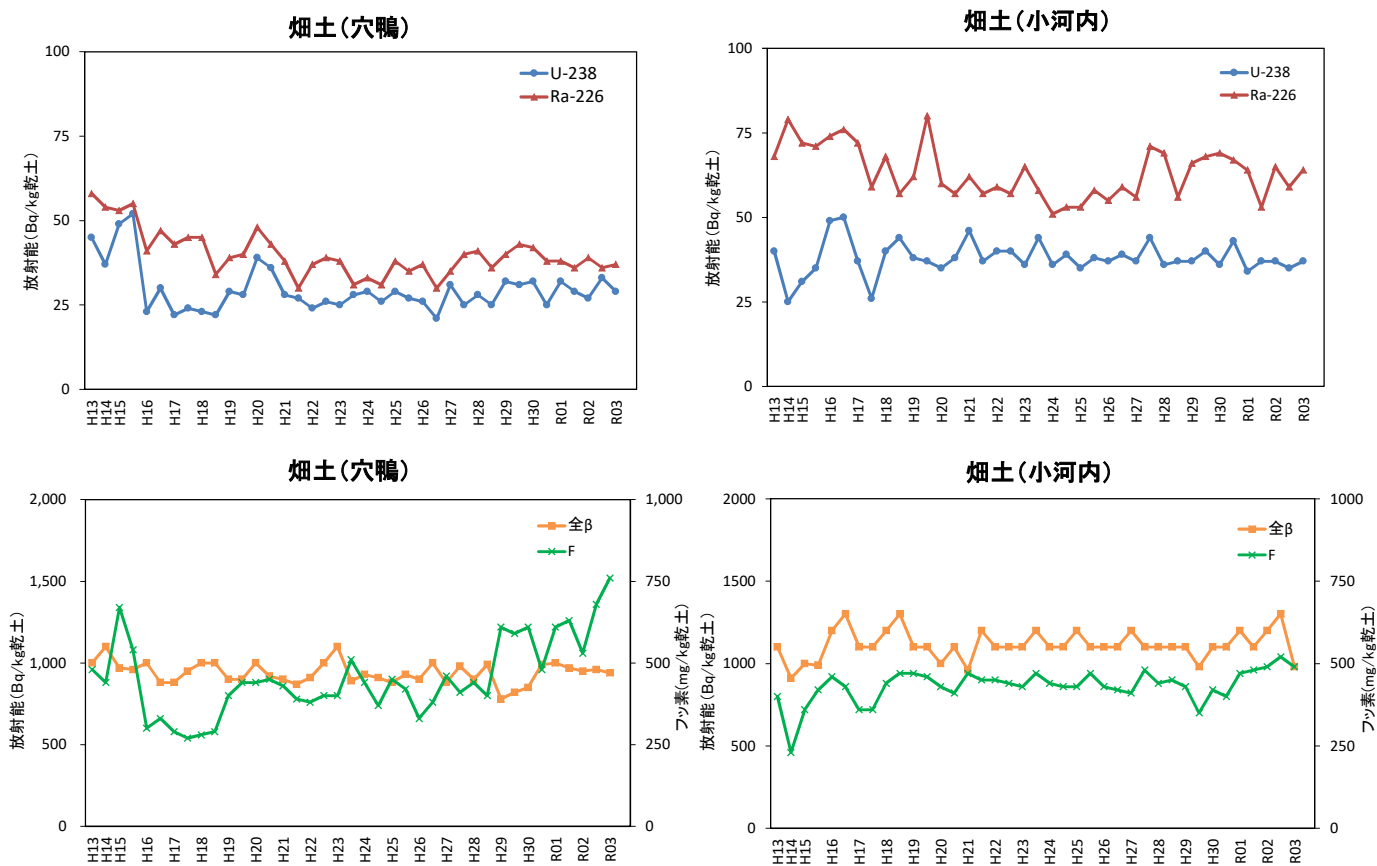 畑土(穴鴨)
100
75
50
25
0
放射能(Bq/kg乾土)
U-238
Ra-226
H13
H14
H15
H16
H17
H18
H19
H20
H21
H22
H23
H24
H25
H26
H27
H28
H29
H30
R01
R02
R03
畑土(小河内)
100
75
50
25
0
放射能(Bq/kg乾土)
U-238
Ra-226
H13
H14
H15
H16
H17
H18
H19
H20
H21
H22
H23
H24
H25
H26
H27
H28
H29
H30
R01
R02
R03
畑土(穴鴨)
2,000
1,500
1,000
500
0
放射能(Bq/kg乾土)
全β
F
1,000
750
500
250
0
フッ素(mg/kg乾土)
H13
H14
H15
H16
H17
H18
H19
H20
H21
H22
H23
H24
H25
H26
H27
H28
H29
H30
R01
R02
R03
畑土(小河内)
2000
1500
1000
500
0
放射能(Bq/kg乾土)
全β
F
1000
750
500
250
0
フッ素(mg/kg乾土)
H13
H14
H15
H16
H17
H18
H19
H20
H21
H22
H23
H24
H25
H26
H27
H28
H29
H30
R01
R02
R03